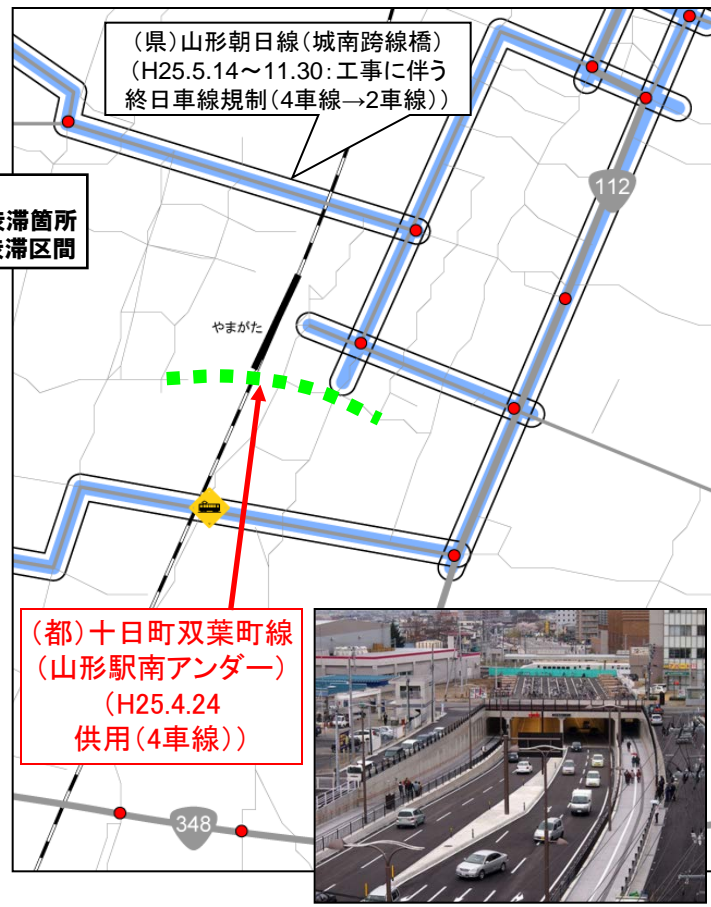 (県)山形朝日線(城南跨線橋)
(H25.5.14～11.30:工事に伴う
終日車線規制(4車線→2車線))
112
滞箇所
滞区間
やまがた
(都)十日町双葉町線
(山形駅南アンダー)
(H25.4.24
供用(4車線))
348